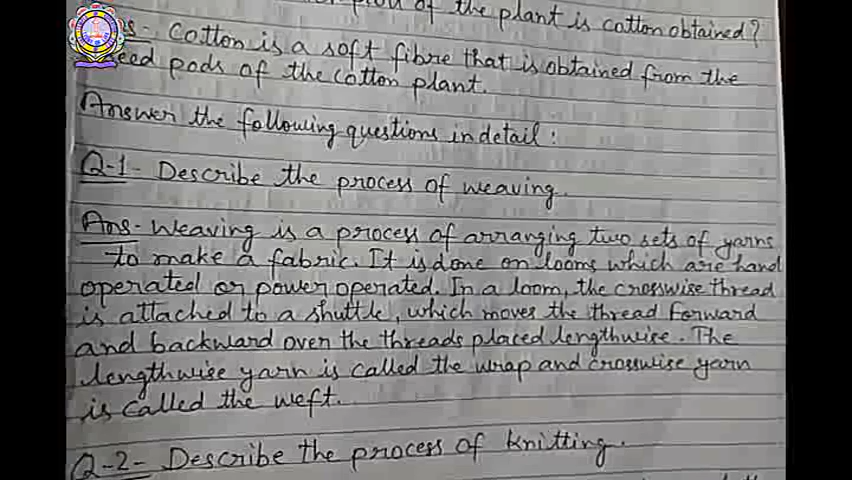 of the plant is cotton obtained?
Cotton is a soft fibre that is obtained from the
seed pods of the cotton plant.
Answer the following questions in detail:
Q-1- Describe the process of weaving.
Ans- Weaving is a process of arranging two sets of yarns
to make a fabric. It is done on looms which are hand
operated or power operated. In a loom, the crosswise thread
is attached to a shuttle, which moves the thread forward
and backward over the threads placed lengthwise. The
lengthwise yarn is called the wrap and crosswise yarn
is called the weft.
Q-2- Describe the process of knitting.